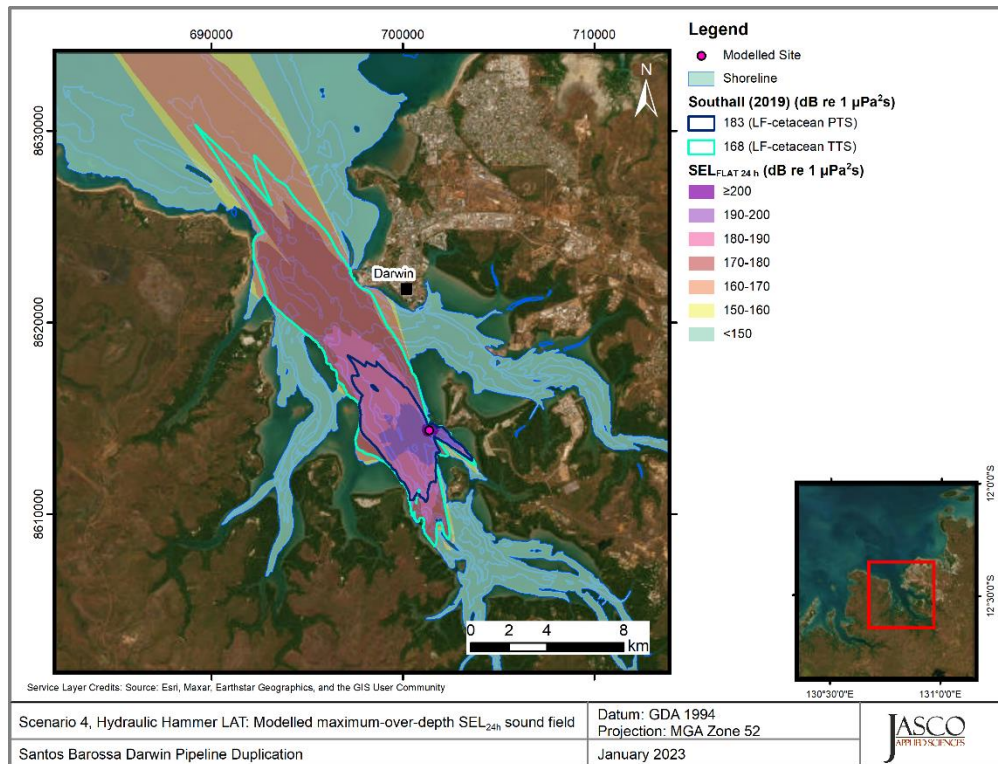 690000
700000
710000
8630000
8620000
8610000
N
Darwin
0 2 4 8
km
Legend
Modelled Site
Shoreline
Southall (2019) (dB re 1 µPa²s)
183 (LF-cetacean PTS)
168 (LF-cetacean TTS)
SELFLAT 24 h (dB re 1 µPa²s)
≥200
190-200
180-190
170-180
160-170
150-160
<150
12°0'0"S
12°30'0"S
130°30'0"E
131°0'0"E
Service Layer Credits: Source: Esri, Maxar, Earthstar Geographics, and the GIS User Community
Scenario 4, Hydraulic Hammer LAT: Modelled maximum-over-depth SEL24h sound field
Datum: GDA 1994
Projection: MGA Zone 52
Santos Barossa Darwin Pipeline Duplication
January 2023
JASCO
APPLIED SCIENCES